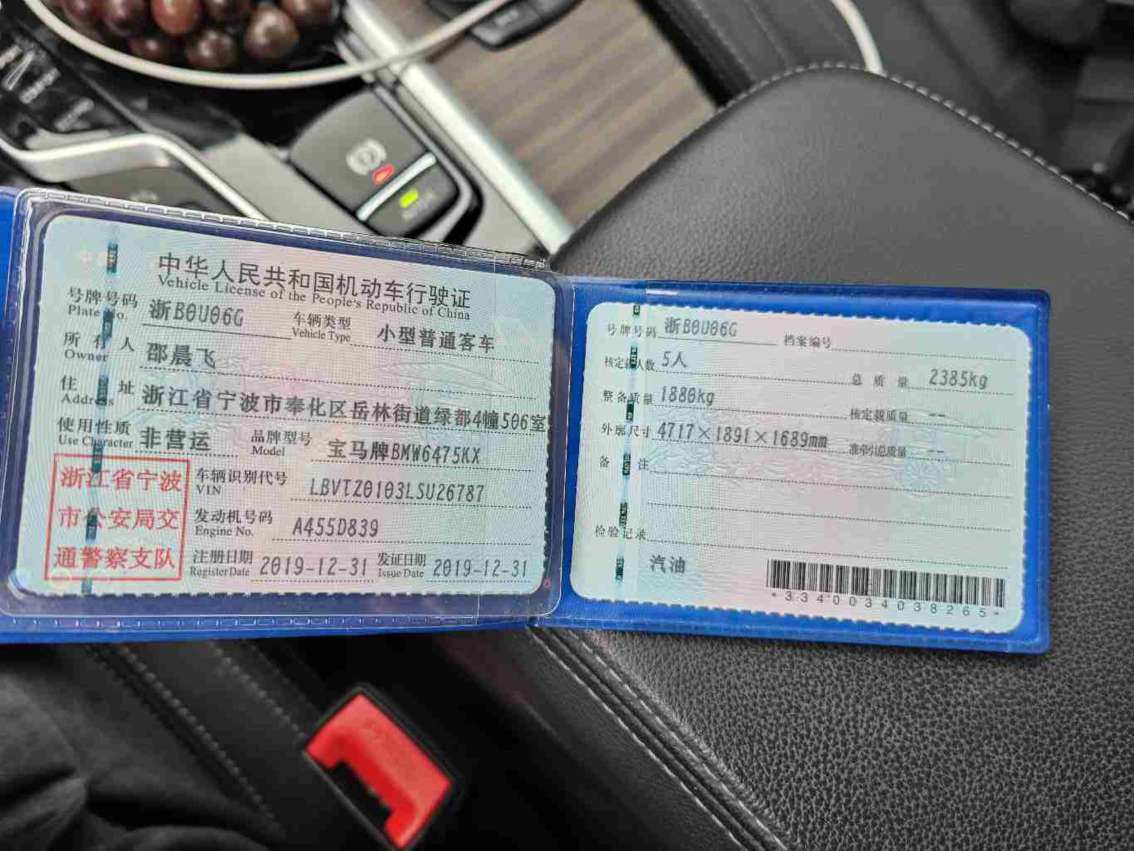 中华人民共和国机动车行驶证
Vehicle License of the People's Republic of China
号牌号码 浙B0U06G 车辆类型 小型普通客车
Plate No. Vehicle Type
所有人 邵晨飞
Owner
住址 浙江省宁波市奉化区岳林街道绿都4幢506室
Address
使用性质 非营运 品牌型号 宝马牌BMW6475KX
Use Character Model
浙江省宁波
市公安局交
通警察支队
车辆识别代号 LBVTZ0103LSU26787
VIN
发动机号码 A455D839
Engine No.
注册日期 2019-12-31 发证日期 2019-12-31
Register Date Issue Date
号牌号码 浙B0U06G 档案编号
核定载人数 5人 总质量 2385kg
整备质量 1880kg 核定载质量 --
外廓尺寸 4717×1891×1689mm 准牵引总质量 --
备注
检验记录
汽油
*3340034038265*